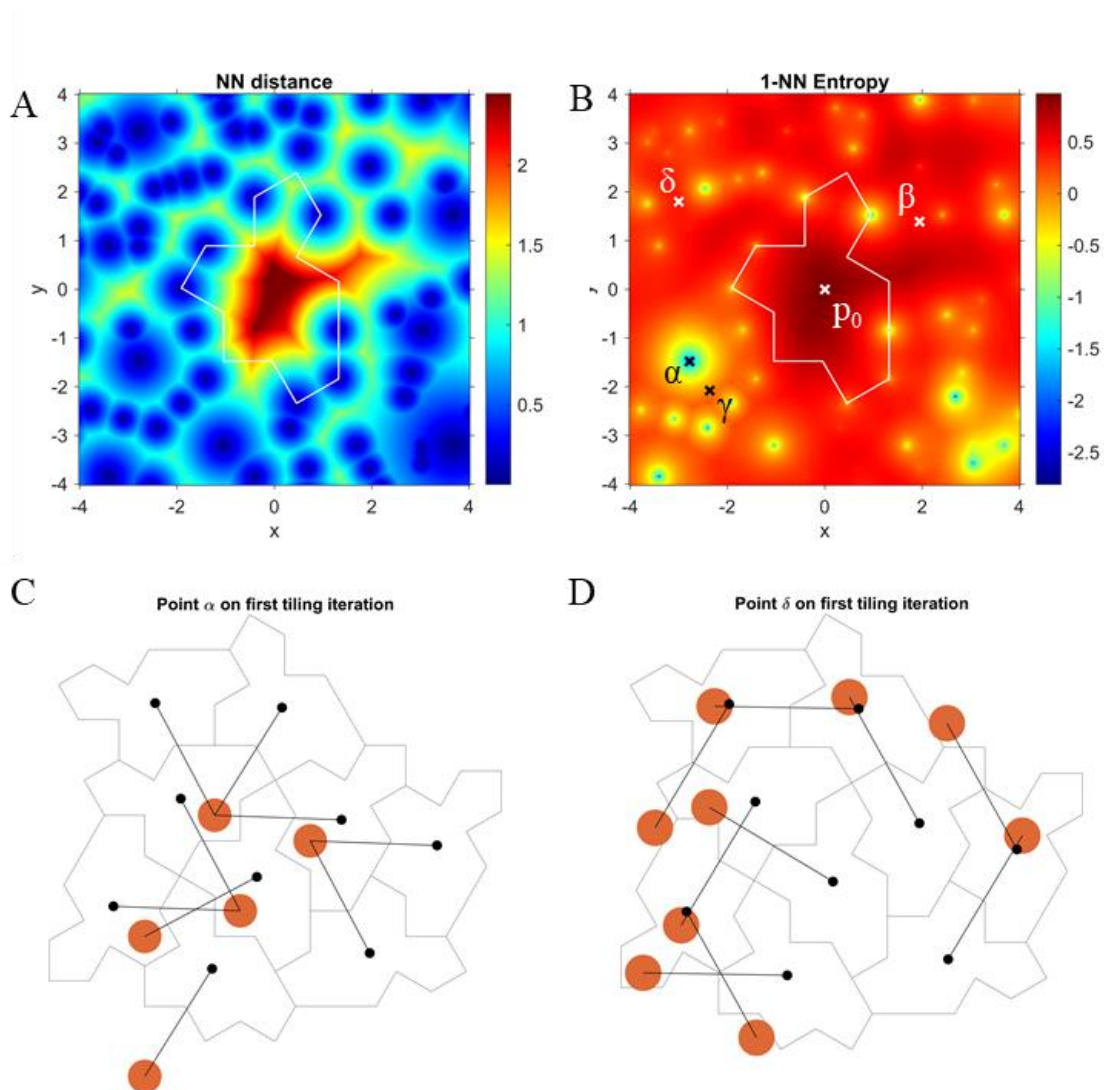 A
NN distance
4
3
2
1
0
-1
-2
-3
-4
y
-4 -2 0 2 4
x
2
1.5
1
0.5
B
1-NN Entropy
4
3
2
1
0
-1
-2
-3
-4
δ
β
p0
α
γ
-4 -2 0 2 4
x
0.5
0
-0.5
-1
-1.5
-2
-2.5
C
Point α on first tiling iteration
D
Point δ on first tiling iteration